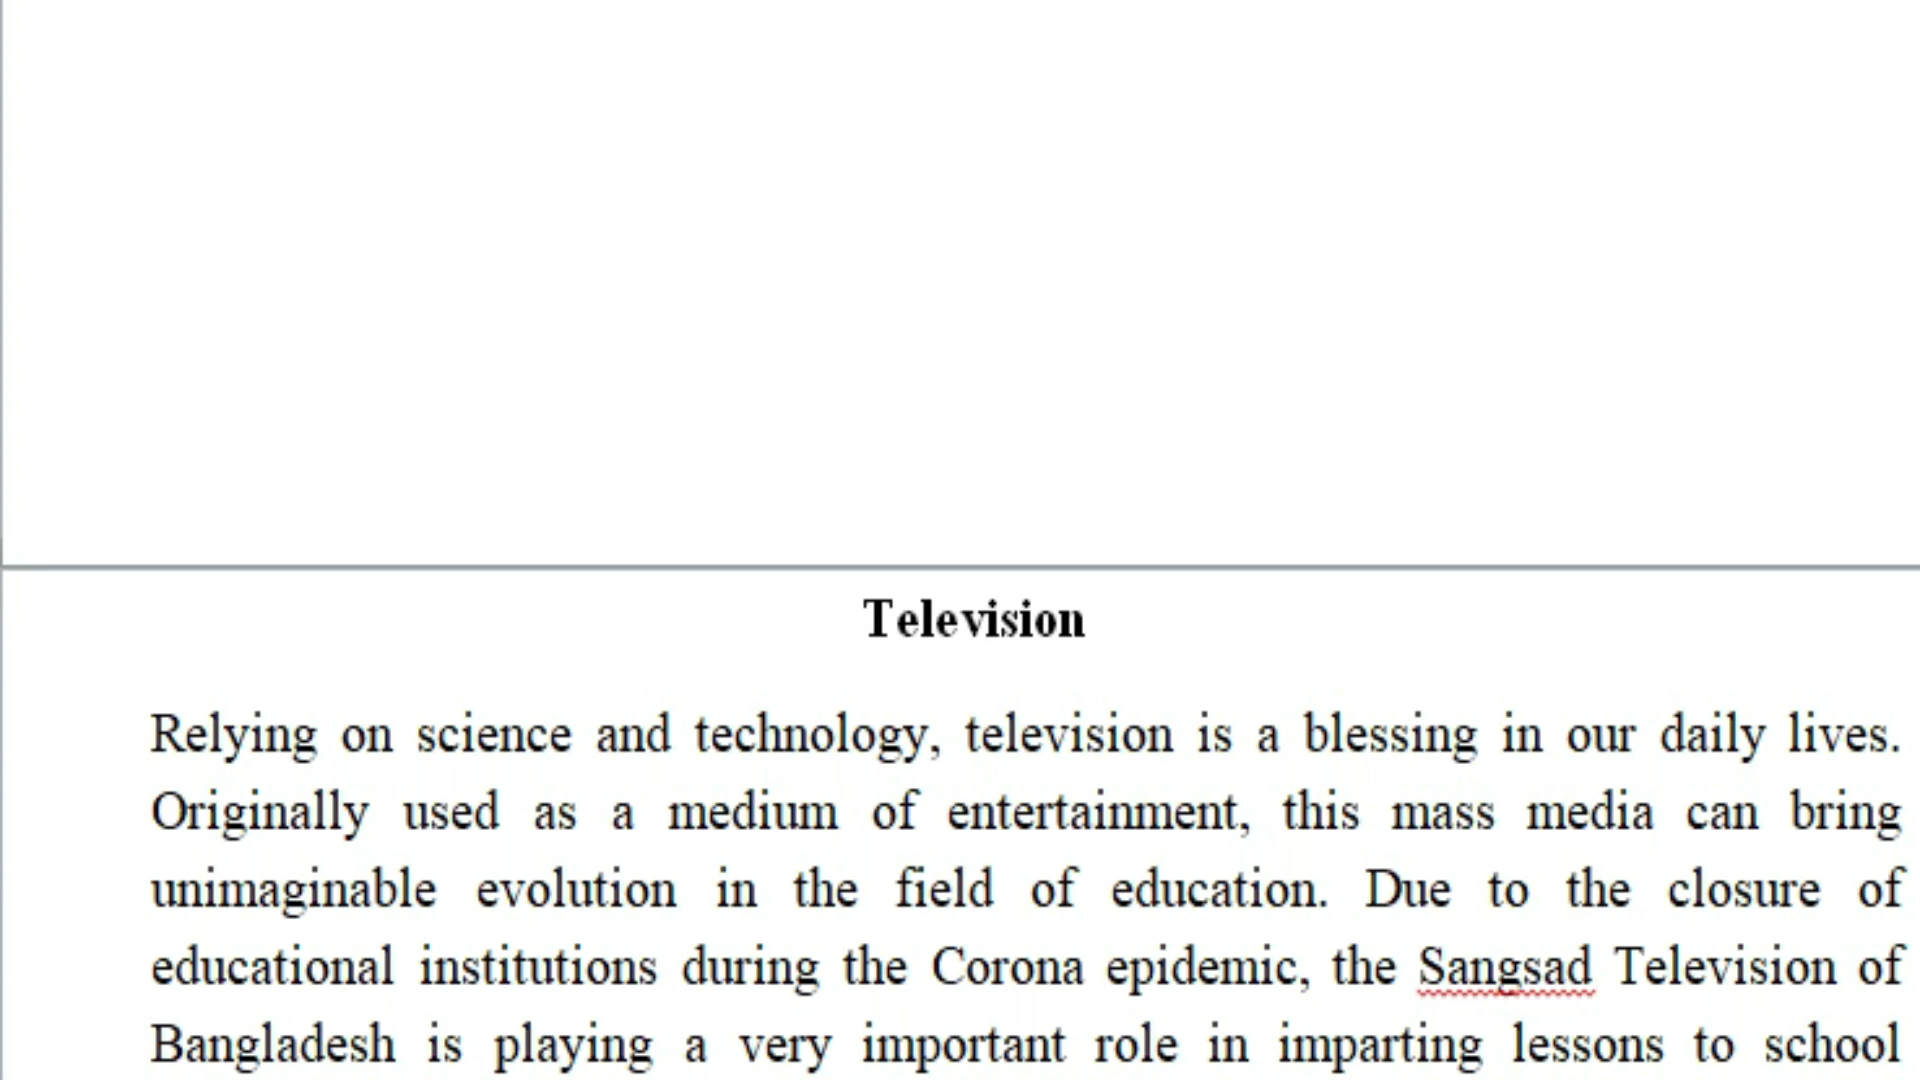 Television
Relying on science and technology, television is a blessing in our daily lives.
Originally used as a medium of entertainment, this mass media can bring
unimaginable evolution in the field of education. Due to the closure of
educational institutions during the Corona epidemic, the Sangsad Television of
Bangladesh is playing a very important role in imparting lessons to school